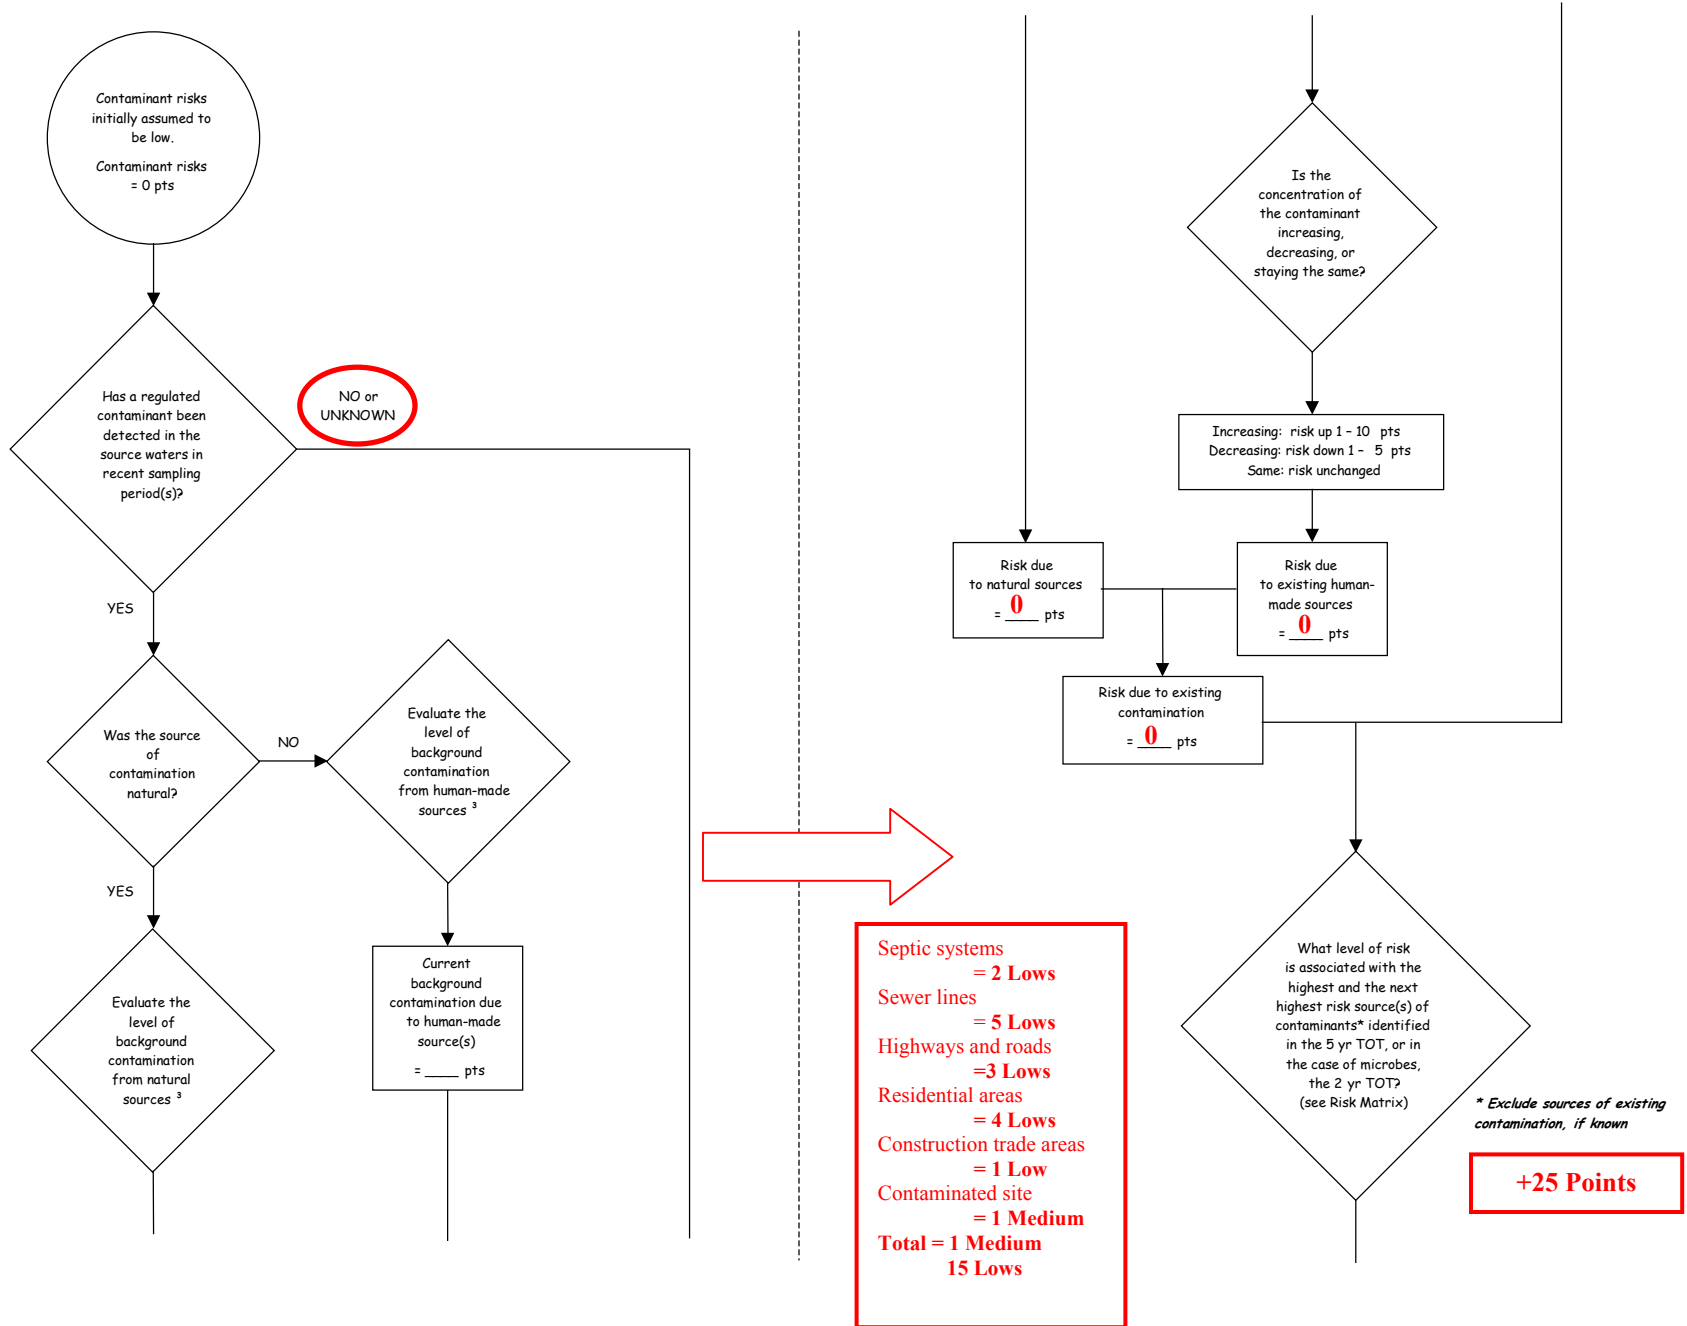 Contaminant risks
initially assumed to
be low.
Contaminant risks
= 0 pts
Has a regulated
contaminant been
detected in the
source waters in
recent sampling
period(s)?
NO or
UNKNOWN
YES
Was the source
of
contamination
natural?
NO
Evaluate the
level of
background
contamination
from human-made
sources ³
YES
Evaluate the
level of
background
contamination
from natural
sources ³
Current
background
contamination due
to human-made
source(s)
= ____ pts
Is the
concentration of
the contaminant
increasing,
decreasing, or
staying the same?
Increasing: risk up 1 – 10 pts
Decreasing: risk down 1 – 5 pts
Same: risk unchanged
Risk due
to natural sources
= 0 pts
Risk due
to existing human-
made sources
= 0 pts
Risk due to existing
contamination
= 0 pts
Septic systems
= 2 Lows
Sewer lines
= 5 Lows
Highways and roads
=3 Lows
Residential areas
= 4 Lows
Construction trade areas
= 1 Low
Contaminated site
= 1 Medium
Total = 1 Medium
15 Lows
What level of risk
is associated with the
highest and the next
highest risk source(s) of
contaminants* identified
in the 5 yr TOT, or in
the case of microbes,
the 2 yr TOT?
(see Risk Matrix)
* Exclude sources of existing
contamination, if known
+25 Points